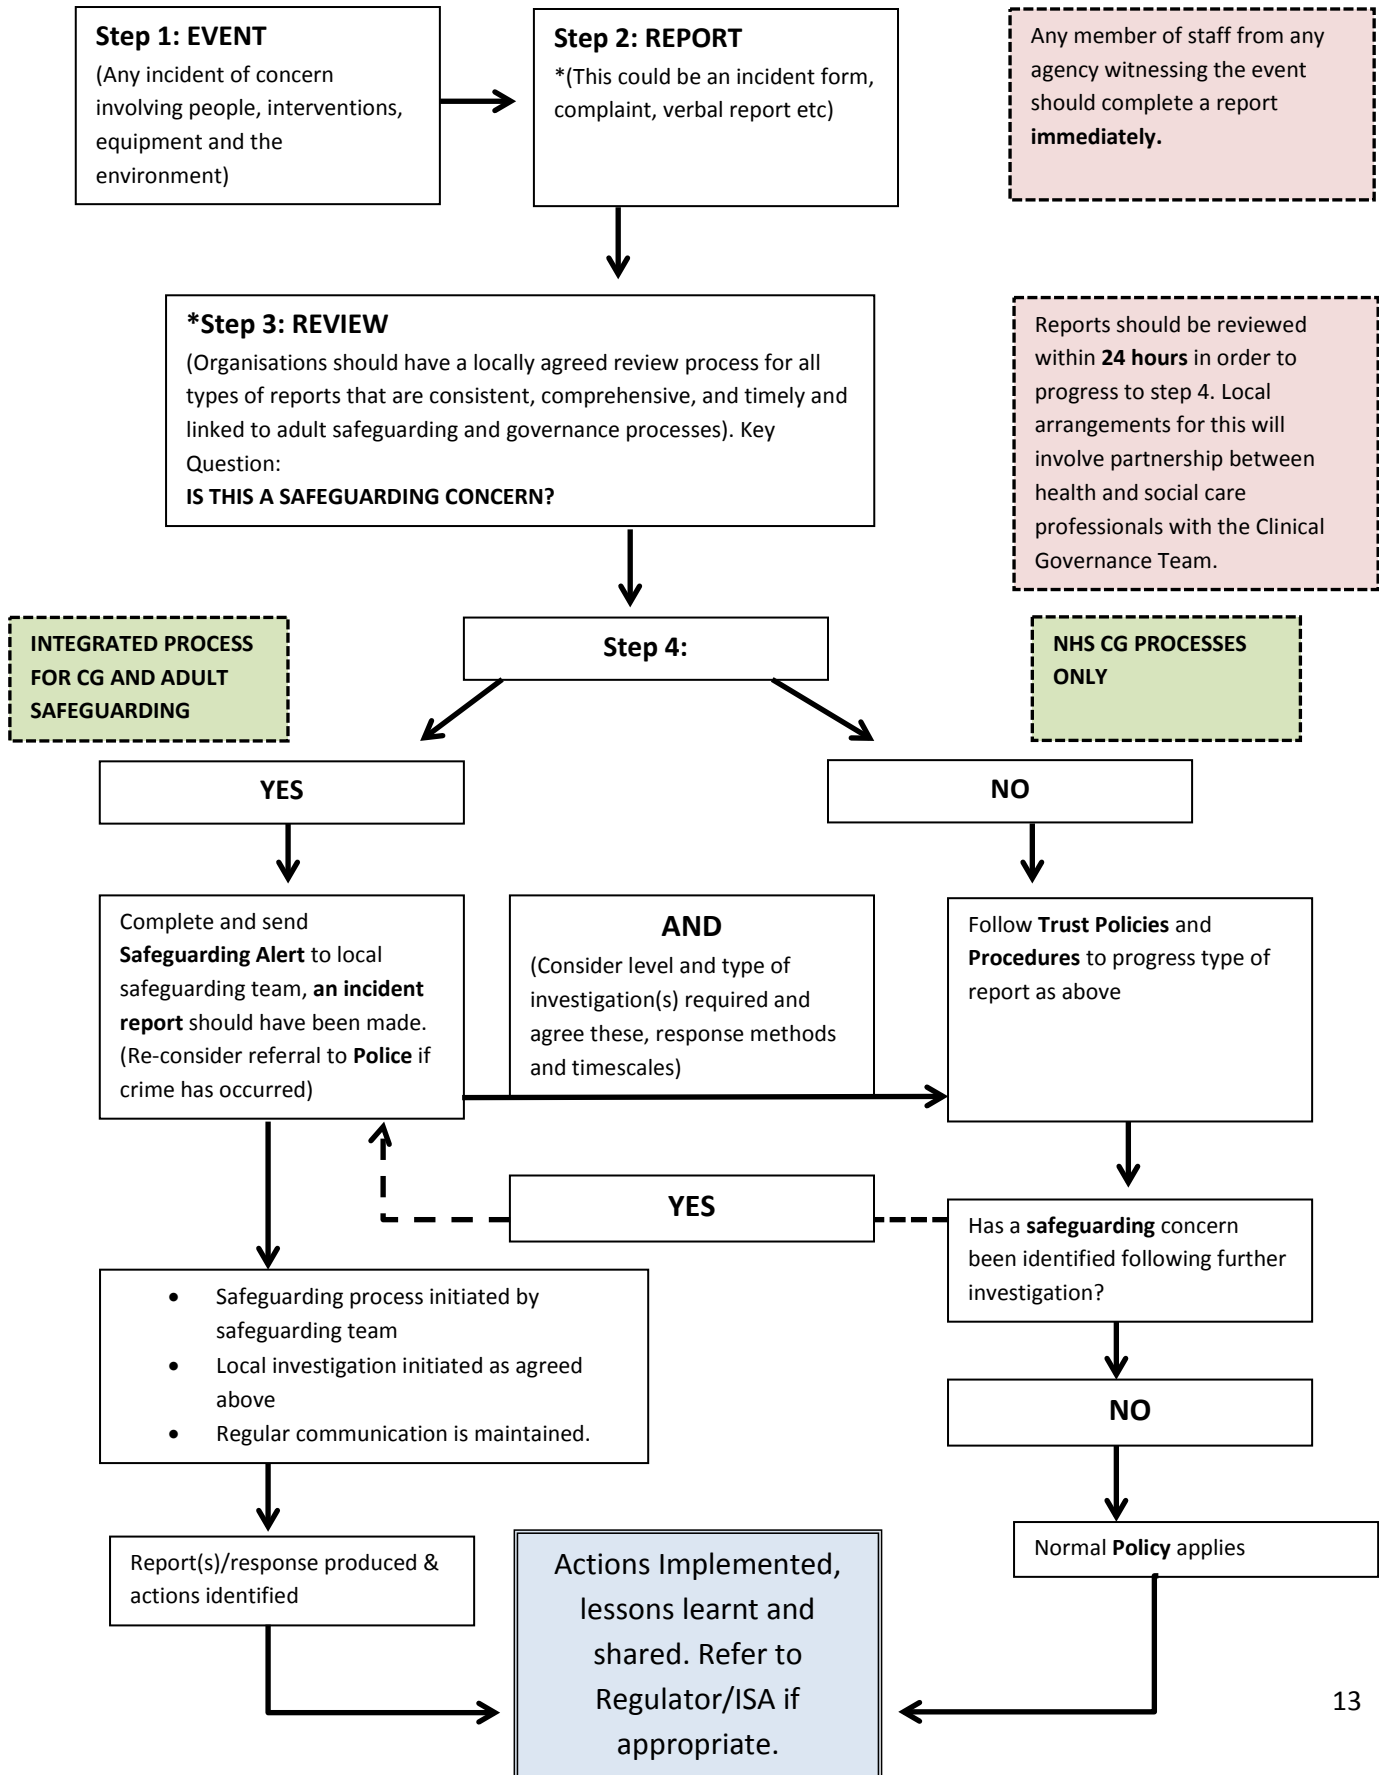 Step 1: EVENT
(Any incident of concern
involving people, interventions,
equipment and the
environment)
Step 2: REPORT
*(This could be an incident form,
complaint, verbal report etc)
Any member of staff from any
agency witnessing the event
should complete a report
immediately.
*Step 3: REVIEW
(Organisations should have a locally agreed review process for all
types of reports that are consistent, comprehensive, and timely and
linked to adult safeguarding and governance processes). Key
Question:
IS THIS A SAFEGUARDING CONCERN?
Reports should be reviewed
within 24 hours in order to
progress to step 4. Local
arrangements for this will
involve partnership between
health and social care
professionals with the Clinical
Governance Team.
INTEGRATED PROCESS
FOR CG AND ADULT
SAFEGUARDING
Step 4:
NHS CG PROCESSES
ONLY
YES
NO
Complete and send
Safeguarding Alert to local
safeguarding team, an incident
report should have been made.
(Re-consider referral to Police if
crime has occurred)
AND
(Consider level and type of
investigation(s) required and
agree these, response methods
and timescales)
Follow Trust Policies and
Procedures to progress type of
report as above
YES
Has a safeguarding concern
been identified following further
investigation?
• Safeguarding process initiated by
safeguarding team
• Local investigation initiated as agreed
above
• Regular communication is maintained.
NO
Report(s)/response produced &
actions identified
Actions Implemented,
lessons learnt and
shared. Refer to
Regulator/ISA if
appropriate.
Normal Policy applies
13